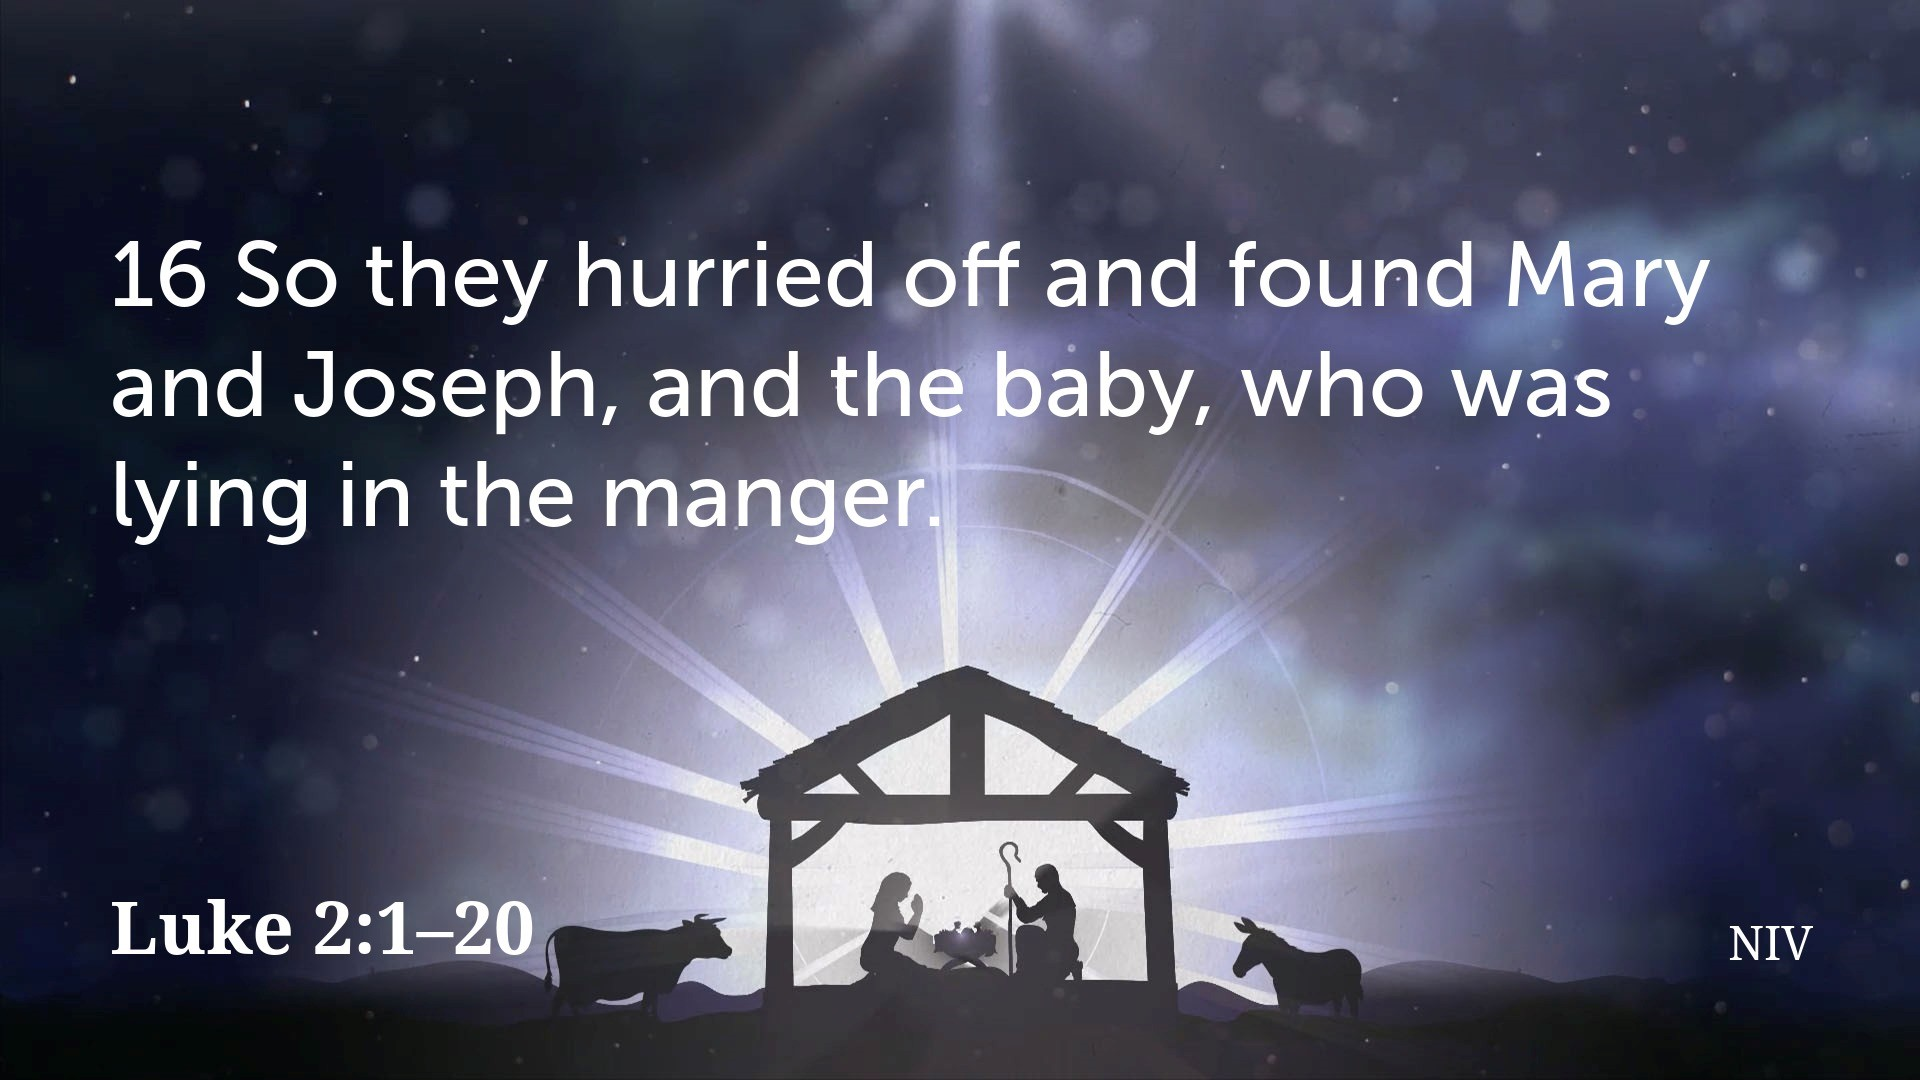 16 So they hurried off and found Mary
and Joseph, and the baby, who was
lying in the manger.
Luke 2:1–20
NIV